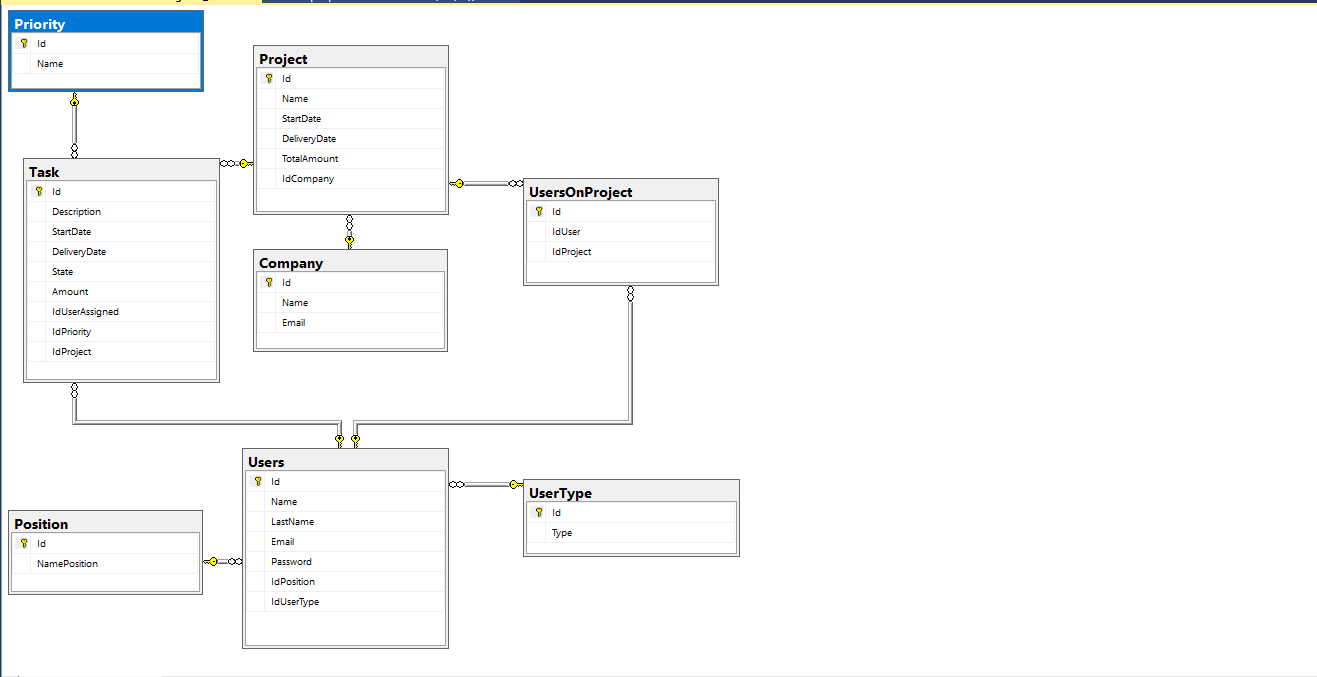 Priority
Id
Name
Project
Id
Name
StartDate
DeliveryDate
TotalAmount
IdCompany
Task
Id
Description
StartDate
DeliveryDate
State
Amount
IdUserAssigned
IdPriority
IdProject
UsersOnProject
Id
IdUser
IdProject
Company
Id
Name
Email
Users
Id
Name
LastName
Email
Password
IdPosition
IdUserType
UserType
Id
Type
Position
Id
NamePosition